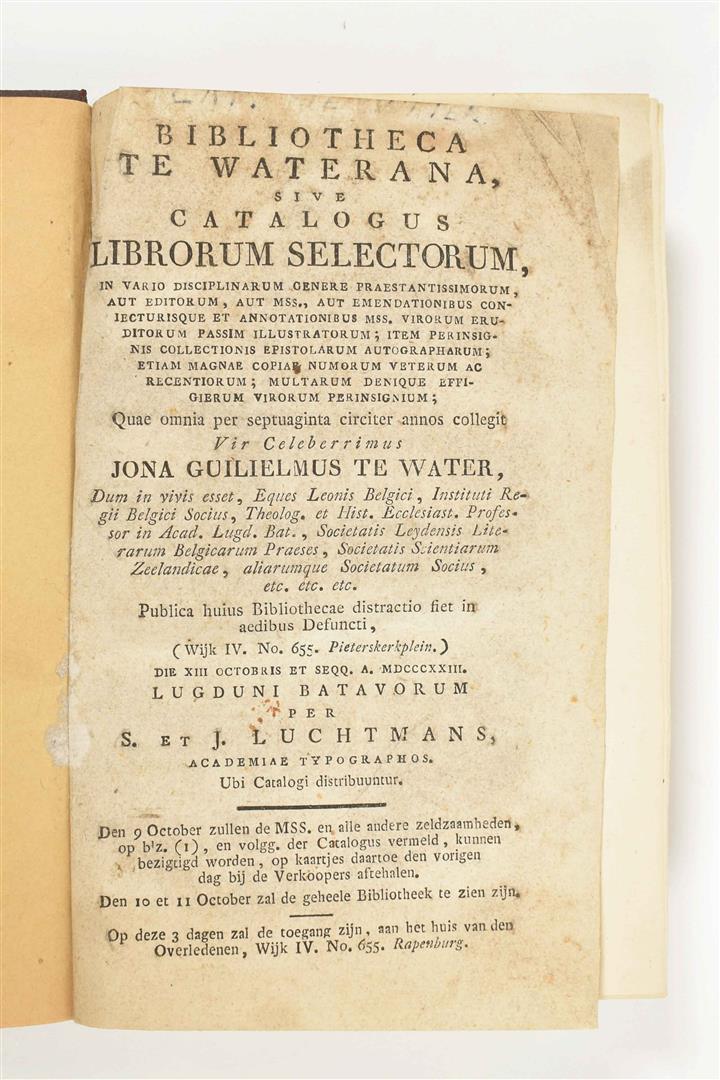 BIBLIOTHECA
TE WATERANA,
SIVE
CATALOGUS
LIBRORUM SELECTORUM,
IN VARIO DISCIPLINARUM GENERE PRAESTANTISSIMORUM,
AUT EDITORUM, AUT MSS., AUT EMENDATIONIBUS CON-
IECTURISQUE ET ANNOTATIONIBUS MSS. VIRORUM ERU-
DITORUM PASSIM ILLUSTRATORUM; ITEM PERINSIG-
NIS COLLECTIONIS EPISTOLARUM AUTOGRAPHARUM;
ETIAM MAGNAE COPIAE NUMORUM VETERUM AC
RECENTIORUM; MULTARUM DENIQUE EFFI-
GIERUM VIRORUM PERINSIGNIUM;
Quae omnia per septuaginta circiter annos collegit
Vir Celeberrimus
JONA GUILIELMUS TE WATER,
Dum in vivis esset, Eques Leonis Belgici, Instituti Re-
gii Belgici Socius, Theolog. et Hist. Ecclesiast. Profes-
sor in Acad. Lugd. Bat., Societatis Leydensis Lite-
rarum Belgicarum Praeses, Societatis Scientiarum
Zeelandicae, aliarumque Societatum Socius,
etc. etc. etc.
Publica huius Bibliothecae distractio fiet in
aedibus Defuncti,
(Wijk IV. No. 655. Pieterskerkplein.)
DIE XIII OCTOBRIS ET SEQQ. A. MDCCCXXIII.
LUGDUNI BATAVORUM
PER
S. ET J. LUCHTMANS,
ACADEMIAE TYPOGRAPHOS.
Ubi Catalogi distribuuntur.
Den 9 October zullen de MSS. en alle andere zeldzaamheden,
op b'z. (1), en volgg. der Catalogus vermeld, kunnen
bezigtigd worden, op kaartjes daartoe den vorigen
dag bij de Verkoopers aftehalen.
Den 10 et 11 October zal de geheele Bibliotheek te zien zijn.
Op deze 3 dagen zal de toegang zijn, aan het huis van den
Overledenen, Wijk IV. No. 655. Rapenburg.